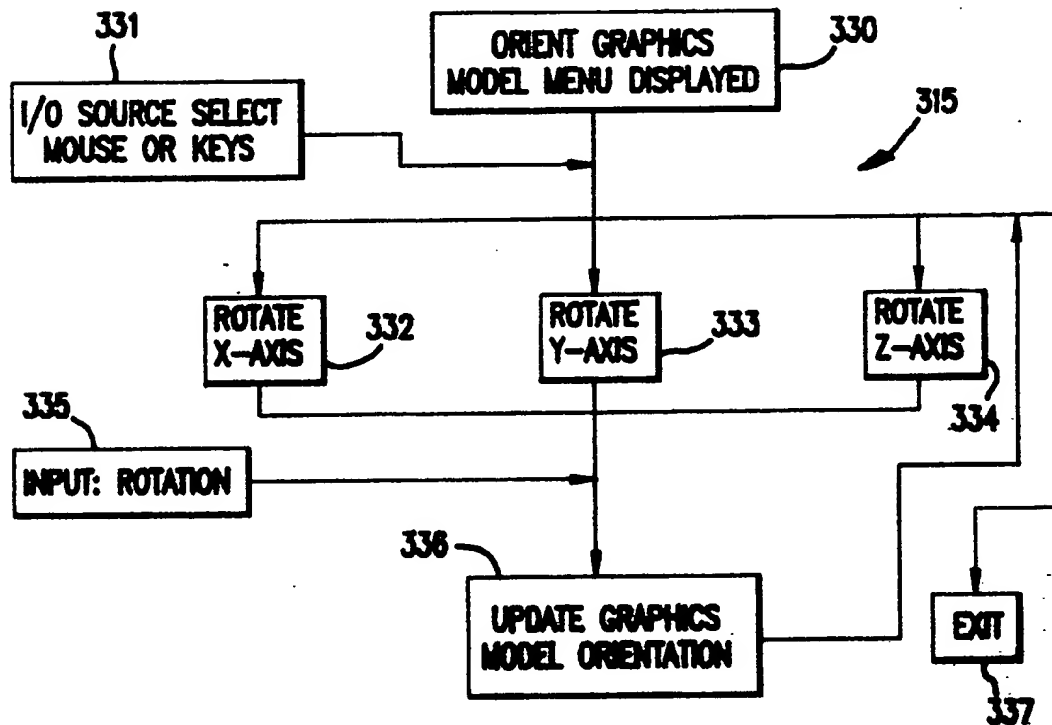 331
I/O SOURCE SELECT
MOUSE OR KEYS
ORIENT GRAPHICS
MODEL MENU DISPLAYED
330
315
ROTATE
X-AXIS
332
ROTATE
Y-AXIS
333
ROTATE
Z-AXIS
334
335
INPUT: ROTATION
336
UPDATE GRAPHICS
MODEL ORIENTATION
EXIT
337